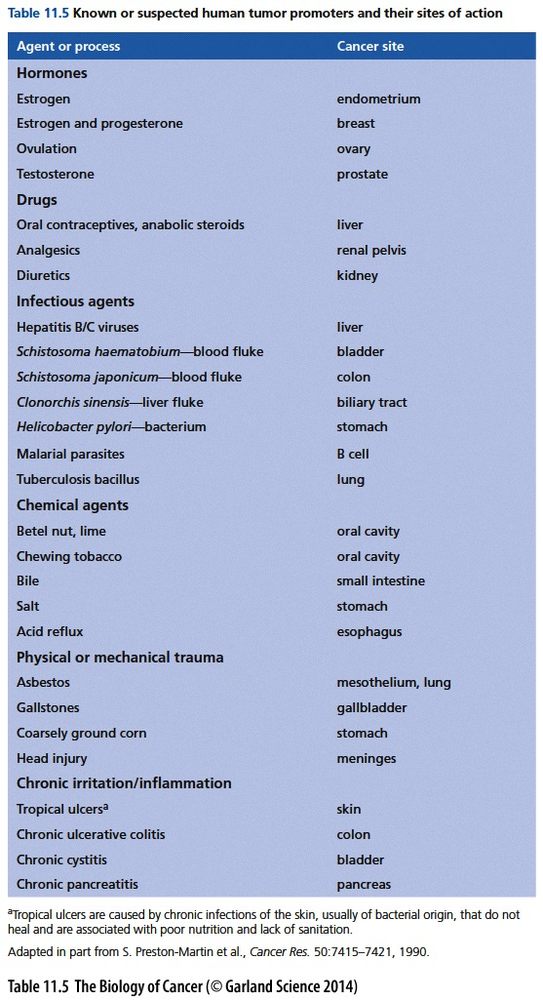 Table 11.5 Known or suspected human tumor promoters and their sites of action
Agent or process Cancer site
Hormones
Estrogen endometrium
Estrogen and progesterone breast
Ovulation ovary
Testosterone prostate
Drugs
Oral contraceptives, anabolic steroids liver
Analgesics renal pelvis
Diuretics kidney
Infectious agents
Hepatitis B/C viruses liver
Schistosoma haematobium—blood fluke bladder
Schistosoma japonicum—blood fluke colon
Clonorchis sinensis—liver fluke biliary tract
Helicobacter pylori—bacterium stomach
Malarial parasites B cell
Tuberculosis bacillus lung
Chemical agents
Betel nut, lime oral cavity
Chewing tobacco oral cavity
Bile small intestine
Salt stomach
Acid reflux esophagus
Physical or mechanical trauma
Asbestos mesothelium, lung
Gallstones gallbladder
Coarsely ground corn stomach
Head injury meninges
Chronic irritation/inflammation
Tropical ulcersᵃ skin
Chronic ulcerative colitis colon
Chronic cystitis bladder
Chronic pancreatitis pancreas
ᵃTropical ulcers are caused by chronic infections of the skin, usually of bacterial origin, that do not
heal and are associated with poor nutrition and lack of sanitation.
Adapted in part from S. Preston-Martin et al., Cancer Res. 50:7415–7421, 1990.
Table 11.5 The Biology of Cancer (© Garland Science 2014)